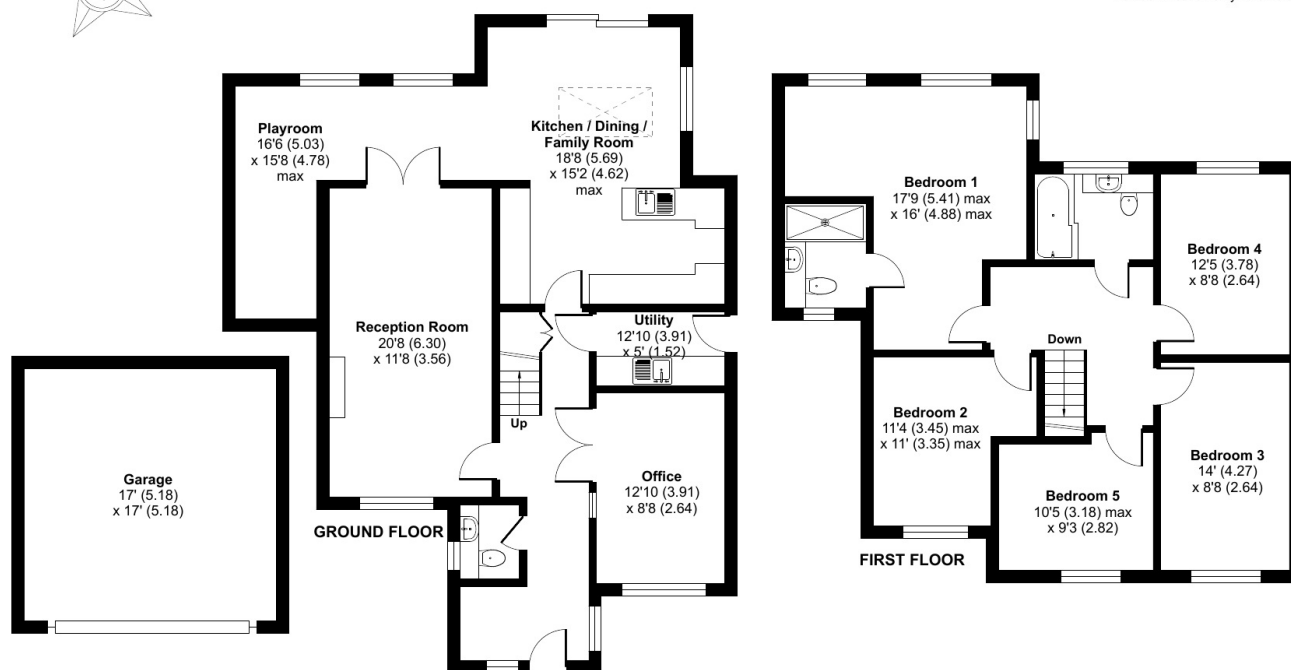 Playroom
16'6 (5.03)
x 15'8 (4.78)
max
Kitchen / Dining /
Family Room
18'8 (5.69)
x 15'2 (4.62)
max
Reception Room
20'8 (6.30)
x 11'8 (3.56)
Utility
12'10 (3.91)
x 5' (1.52)
Up
Office
12'10 (3.91)
x 8'8 (2.64)
Garage
17' (5.18)
x 17' (5.18)
GROUND FLOOR
Bedroom 1
17'9 (5.41) max
x 16' (4.88) max
Bedroom 4
12'5 (3.78)
x 8'8 (2.64)
Down
Bedroom 2
11'4 (3.45) max
x 11' (3.35) max
Bedroom 3
14' (4.27)
x 8'8 (2.64)
Bedroom 5
10'5 (3.18) max
x 9'3 (2.82)
FIRST FLOOR